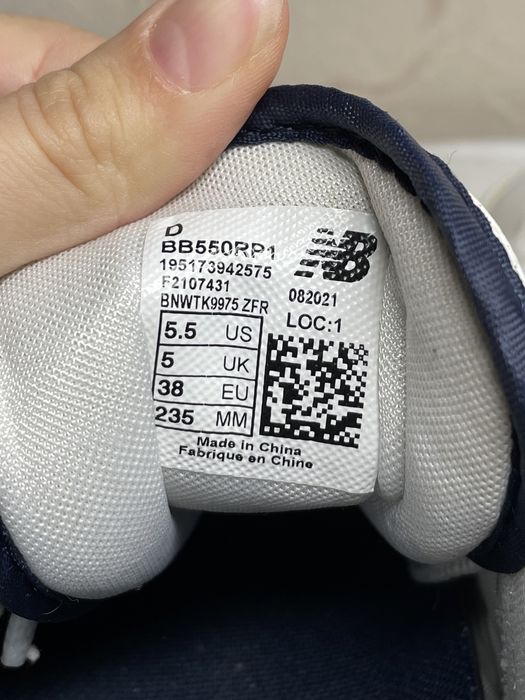 D
BB550RP1
195173942575
F2107431
BNWTK9975 ZFR
NB
082021
LOC:1
5.5 US
5 UK
38 EU
235 MM
Made in China
Fabrique en Chine